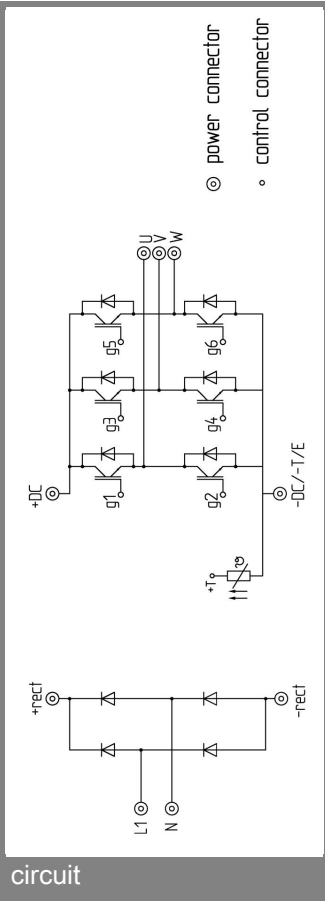 +rect
L1
N
-rect
+DC
g1
g3
g5
U
V
W
g2
g4
g6
+T
ϑ
-DC/-T/E
power connector
control connector
circuit